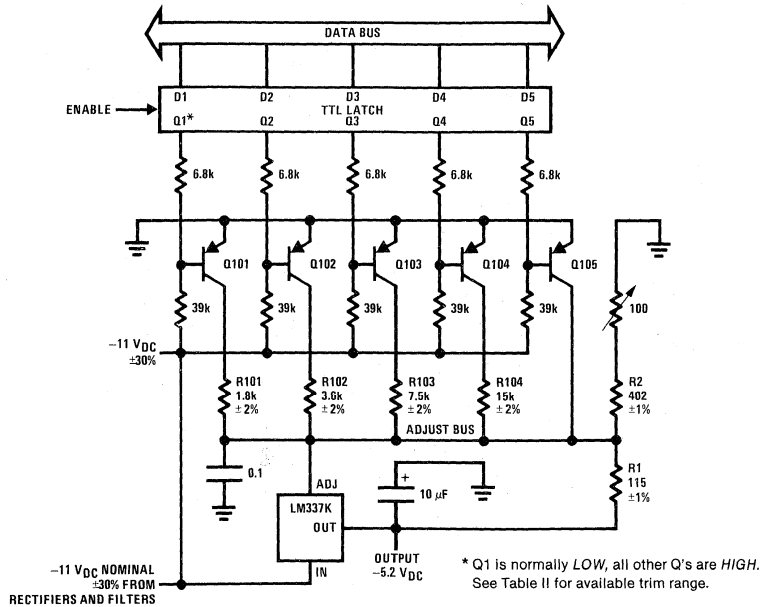 DATA BUS
D1 D2 D3 D4 D5
ENABLE
TTL LATCH
Q1* Q2 Q3 Q4 Q5
6.8k 6.8k 6.8k 6.8k 6.8k
Q101 Q102 Q103 Q104 Q105
100
39k 39k 39k 39k 39k
−11 VDC
±30%
R101
1.8k
±2%
R102
3.6k
±2%
R103
7.5k
±2%
R104
15k
±2%
R2
402
±1%
ADJUST BUS
0.1
ADJ
LM337K
OUT
IN
+
10 μF
R1
115
±1%
OUTPUT
−5.2 VDC
−11 VDC NOMINAL
±30% FROM
RECTIFIERS AND FILTERS
* Q1 is normally LOW, all other Q's are HIGH.
See Table II for available trim range.